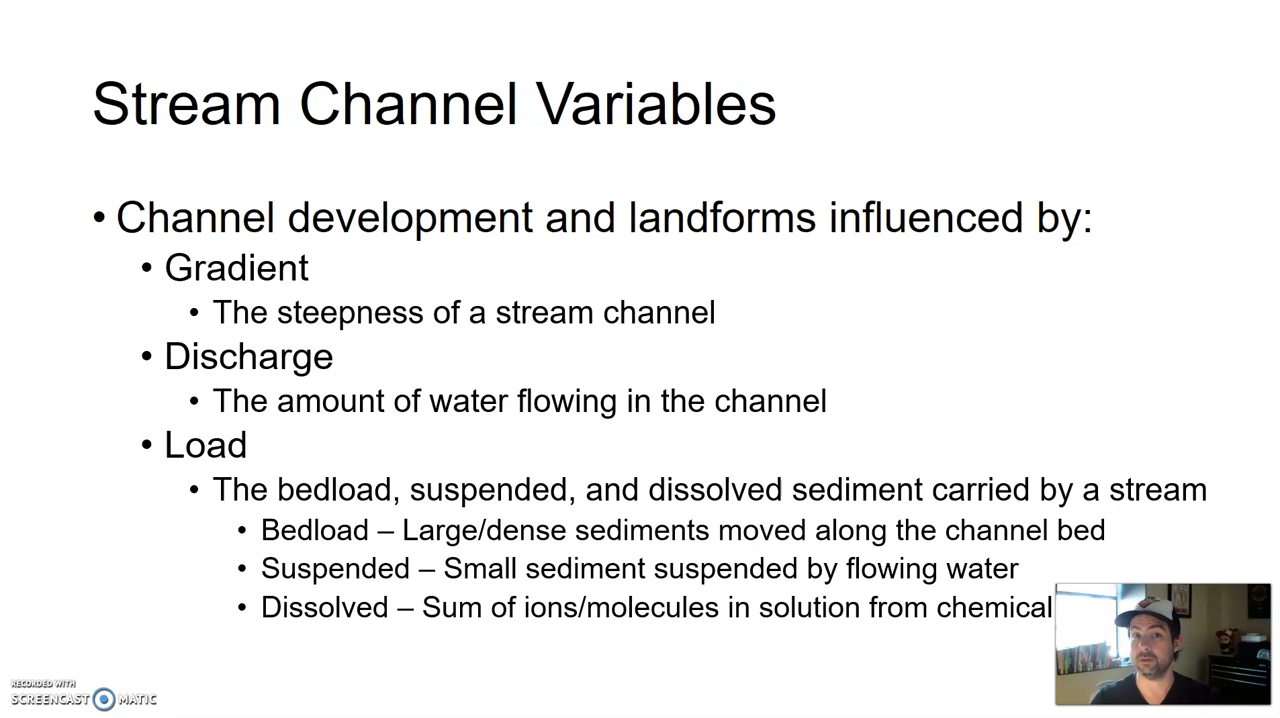 Stream Channel Variables
• Channel development and landforms influenced by:
• Gradient
• The steepness of a stream channel
• Discharge
• The amount of water flowing in the channel
• Load
• The bedload, suspended, and dissolved sediment carried by a stream
• Bedload – Large/dense sediments moved along the channel bed
• Suspended – Small sediment suspended by flowing water
• Dissolved – Sum of ions/molecules in solution from chemical
RECORDED WITH
SCREENCAST MATIC